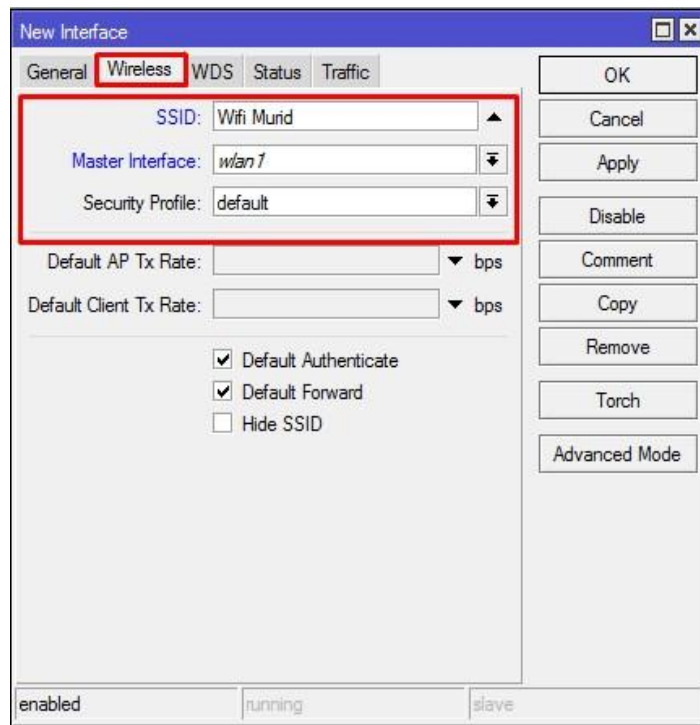 New Interface
General Wireless WDS Status Traffic
SSID: Wifi Murid
Master Interface: wlan1
Security Profile: default
Default AP Tx Rate: bps
Default Client Tx Rate: bps
Default Authenticate
Default Forward
Hide SSID
OK
Cancel
Apply
Disable
Comment
Copy
Remove
Torch
Advanced Mode
enabled running slave